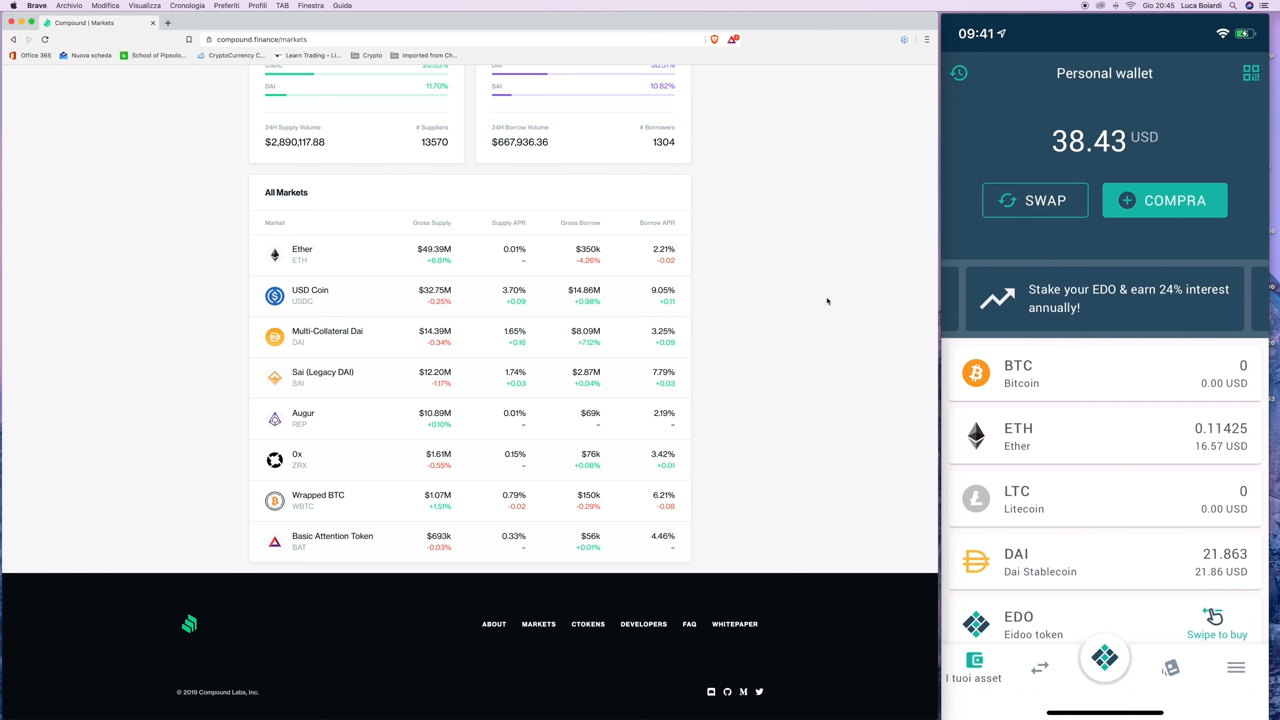 Brave Archivio Modifica Visualizza Cronologia Preferiti Profili TAB Finestra Guida Gio 20:45 Luca Boiardi
Compound | Markets
compound.finance/markets
Office 365 Nuova scheda School of Pipsolo... CryptoCurrency C... Learn Trading – Li... Crypto Imported from Ch...
USDC
DAI 11.70%
SAI 10.82%
24H Supply Volume # Suppliers
$2,890,117.88 13570
24H Borrow Volume # Borrowers
$667,936.36 1304
All Markets
Market Gross Supply Supply APR Gross Borrow Borrow APR
Ether $49.39M 0.01% $350k 2.21%
ETH +6.81% – -4.26% -0.02
USD Coin $32.75M 3.70% $14.86M 9.05%
USDC -0.25% +0.09 +0.98% +0.11
Multi-Collateral Dai $14.39M 1.65% $8.09M 3.25%
DAI -0.34% +0.16 +7.12% +0.09
Sai (Legacy DAI) $12.20M 1.74% $2.87M 7.79%
SAI -1.17% +0.03 +0.04% +0.03
Augur $10.89M 0.01% $69k 2.19%
REP +0.10% – – –
0x $1.61M 0.15% $76k 3.42%
ZRX -0.55% – +0.08% +0.01
Wrapped BTC $1.07M 0.79% $150k 6.21%
WBTC +1.51% -0.02 -0.29% -0.08
Basic Attention Token $693k 0.33% $56k 4.46%
BAT -0.03% – +0.01% –
ABOUT MARKETS CTOKENS DEVELOPERS FAQ WHITEPAPER
© 2019 Compound Labs, Inc.
09:41
Personal wallet
38.43 USD
SWAP COMPRA
Stake your EDO & earn 24% interest
annually!
BTC 0
Bitcoin 0.00 USD
ETH 0.11425
Ether 16.57 USD
LTC 0
Litecoin 0.00 USD
DAI 21.863
Dai Stablecoin 21.86 USD
EDO
Eidoo token Swipe to buy
I tuoi asset